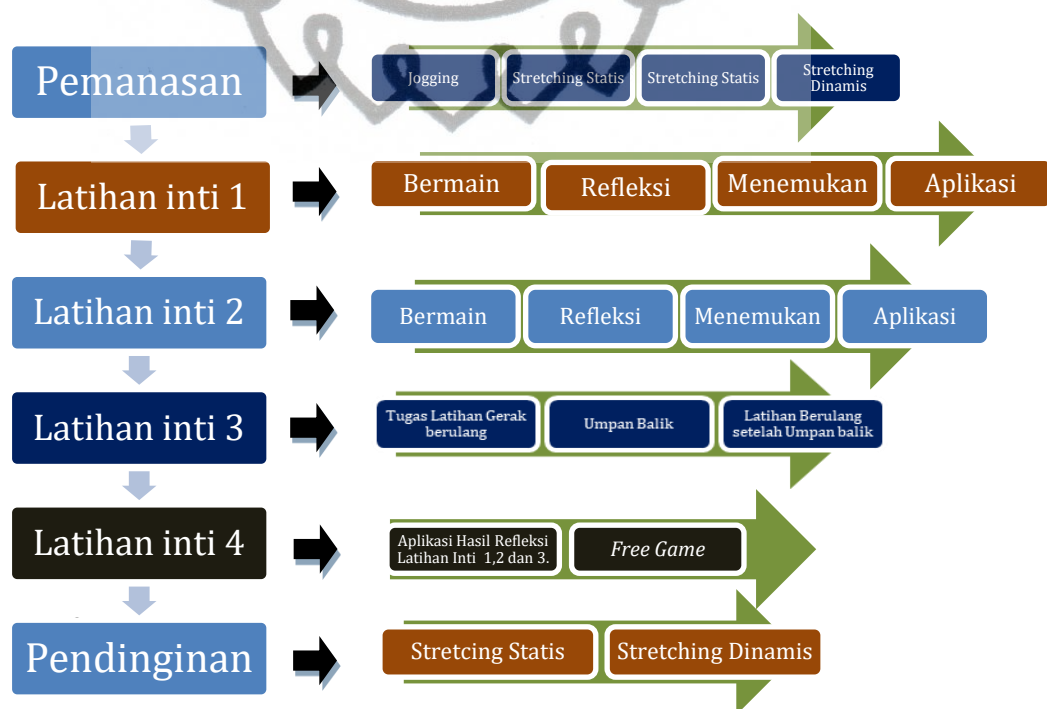 Pemanasan
Jogging
Stretching Statis
Stretching Statis
Stretching
Dinamis
Latihan inti 1
Bermain
Refleksi
Menemukan
Aplikasi
Latihan inti 2
Bermain
Refleksi
Menemukan
Aplikasi
Latihan inti 3
Tugas Latihan Gerak
berulang
Umpan Balik
Latihan Berulang
setelah Umpan balik
Latihan inti 4
Aplikasi Hasil Refleksi
Latihan Inti 1,2 dan 3.
Free Game
Pendinginan
Stretcing Statis
Stretching Dinamis